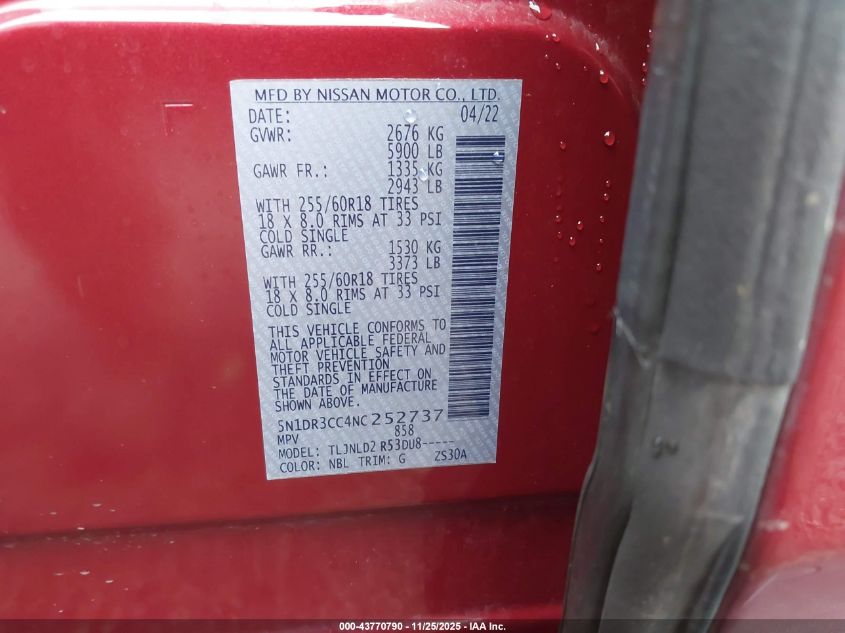 MFD BY NISSAN MOTOR CO., LTD.
DATE: 04/22
GVWR: 2676 KG
5900 LB
GAWR FR.: 1335 KG
2943 LB
WITH 255/60R18 TIRES
18 X 8.0 RIMS AT 33 PSI
COLD SINGLE
GAWR RR.: 1530 KG
3373 LB
WITH 255/60R18 TIRES
18 X 8.0 RIMS AT 33 PSI
COLD SINGLE
THIS VEHICLE CONFORMS TO
ALL APPLICABLE FEDERAL
MOTOR VEHICLE SAFETY AND
THEFT PREVENTION
STANDARDS IN EFFECT ON
THE DATE OF MANUFACTURE
SHOWN ABOVE.
5N1DR3CC4NC252737
MPV 858
MODEL: TLJNLD2 R53DU8-----
COLOR: NBL TRIM: G ZS30A
000-43770790 - 11/25/2025 - IAA Inc.